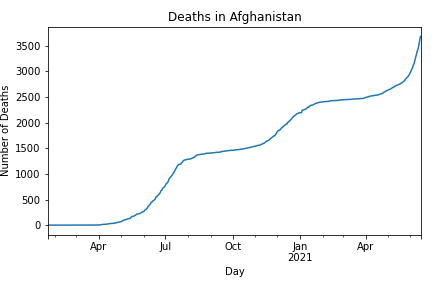 Deaths in Afghanistan
3500
3000
2500
2000
1500
1000
500
0
Number of Deaths
Apr
Jul
Oct
Jan
2021
Apr
Day